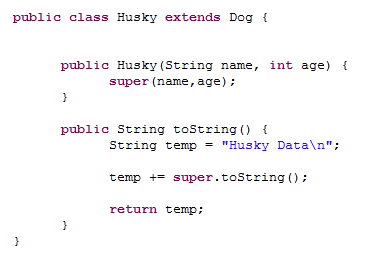 public class Husky extends Dog {
public Husky(String name, int age) {
super(name,age);
}
public String toString() {
String temp = "Husky Data\n";
temp += super.toString();
return temp;
}
}